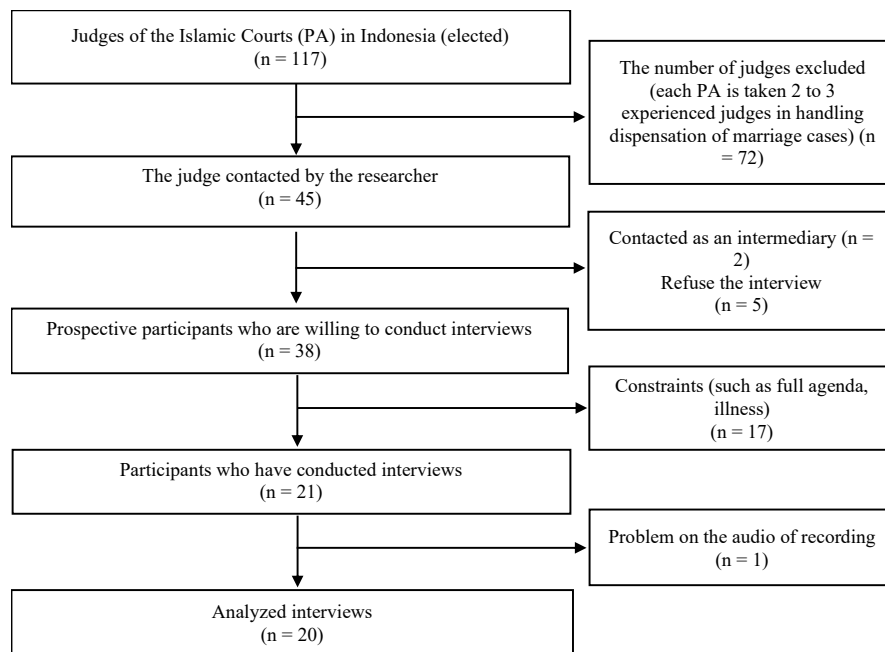 Judges of the Islamic Courts (PA) in Indonesia (elected)
(n = 117)
The number of judges excluded
(each PA is taken 2 to 3
experienced judges in handling
dispensation of marriage cases) (n
= 72)
The judge contacted by the researcher
(n = 45)
Contacted as an intermediary (n =
2)
Refuse the interview
(n = 5)
Prospective participants who are willing to conduct interviews
(n = 38)
Constraints (such as full agenda,
illness)
(n = 17)
Participants who have conducted interviews
(n = 21)
Problem on the audio of recording
(n = 1)
Analyzed interviews
(n = 20)